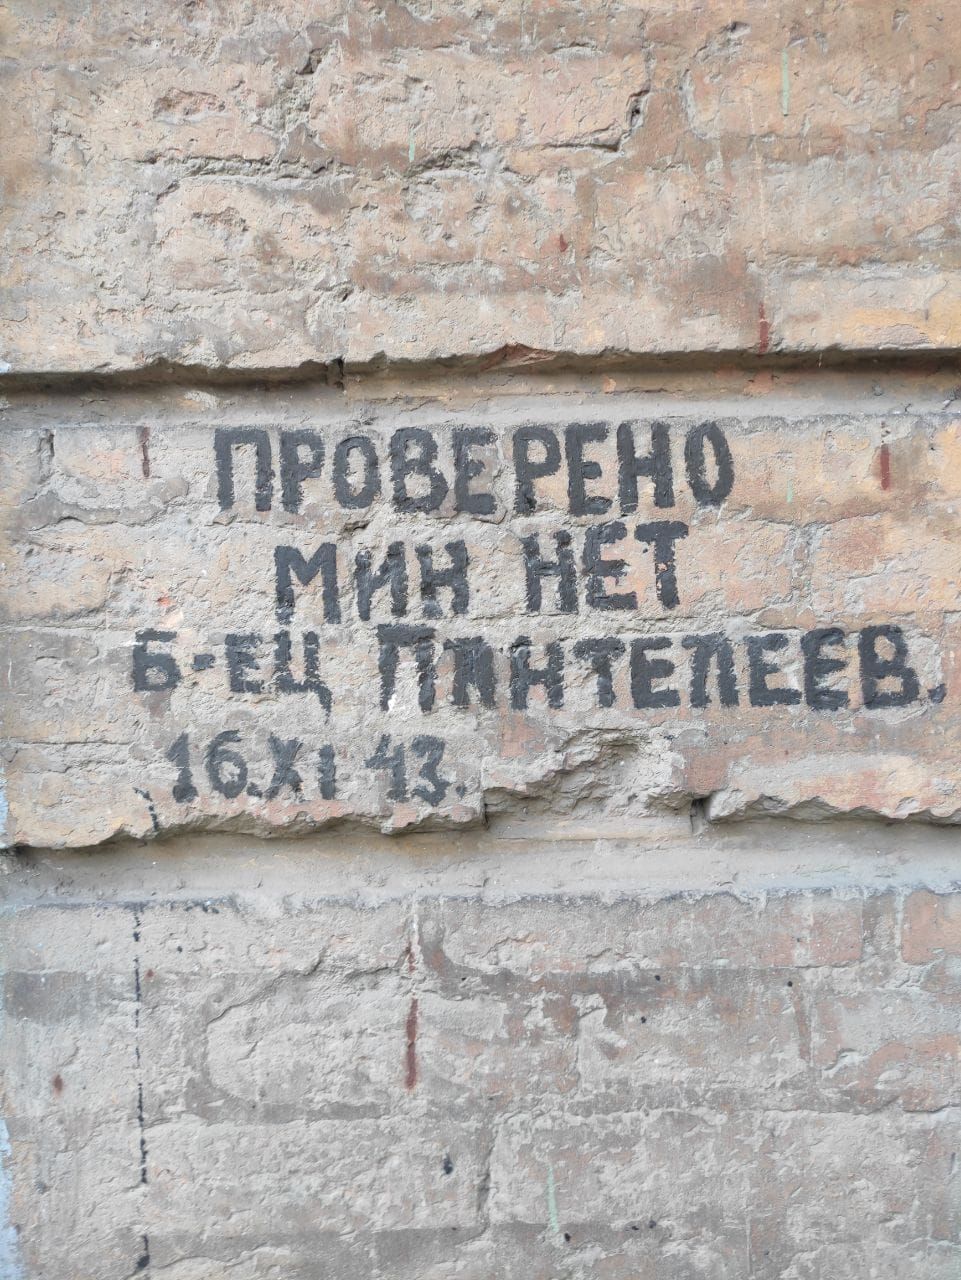 ПРОВЕРЕНО
МИН НЕТ
Б-ЕЦ ПАНТЕЛЕЕВ.
16.XI 43.